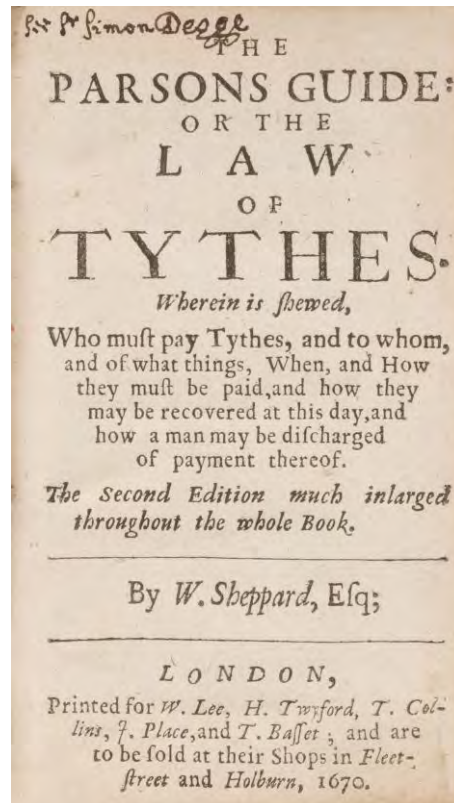 Sr Simon Degge
THE
PARSONS GUIDE:
OR THE
LAW
OF
TYTHES.
Wherein is ſhewed,
Who muſt pay Tythes, and to whom,
and of what things, When, and How
they muſt be paid,and how they
may be recovered at this day,and
how a man may be diſcharged
of payment thereof.
The Second Edition much inlarged
throughout the whole Book.
By W. Sheppard, Eſq;
LONDON,
Printed for W. Lee, H. Twyford, T. Col-
lins, J. Place,and T. Baſſet ; and are
to be ſold at their Shops in Fleet-
ſtreet and Holburn, 1670.